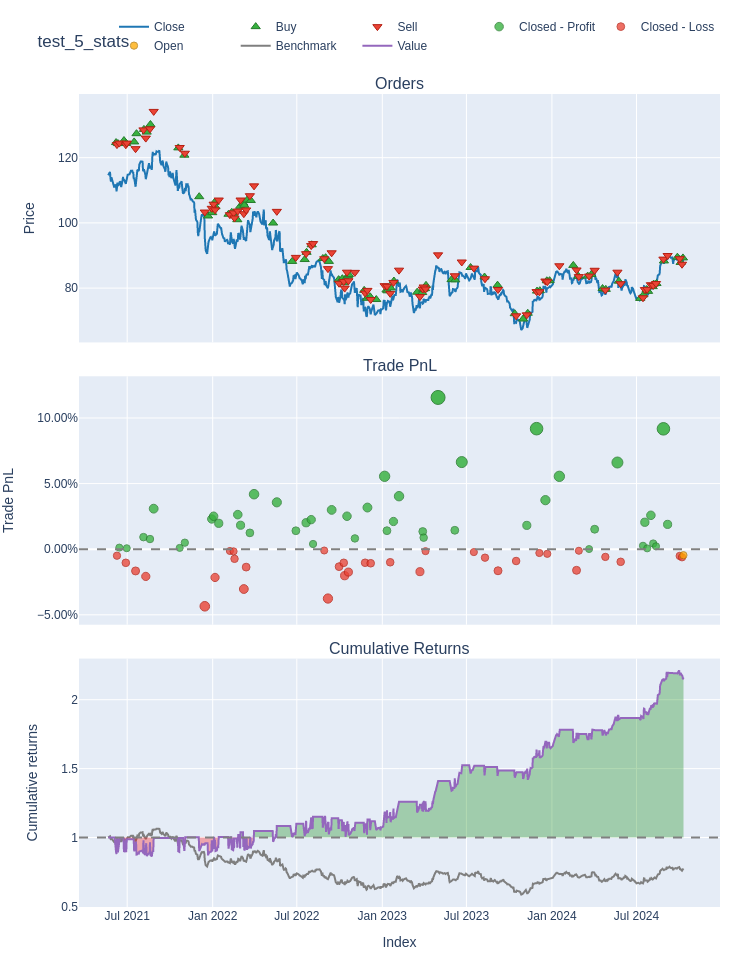 Close Buy Sell Closed - Profit Closed - Loss
test_5_stats Open Benchmark Value
Orders
Price
120
100
80
Trade PnL
Trade PnL
10.00%
5.00%
0.00%
−5.00%
Cumulative Returns
Cumulative returns
2
1.5
1
0.5
Jul 2021 Jan 2022 Jul 2022 Jan 2023 Jul 2023 Jan 2024 Jul 2024
Index